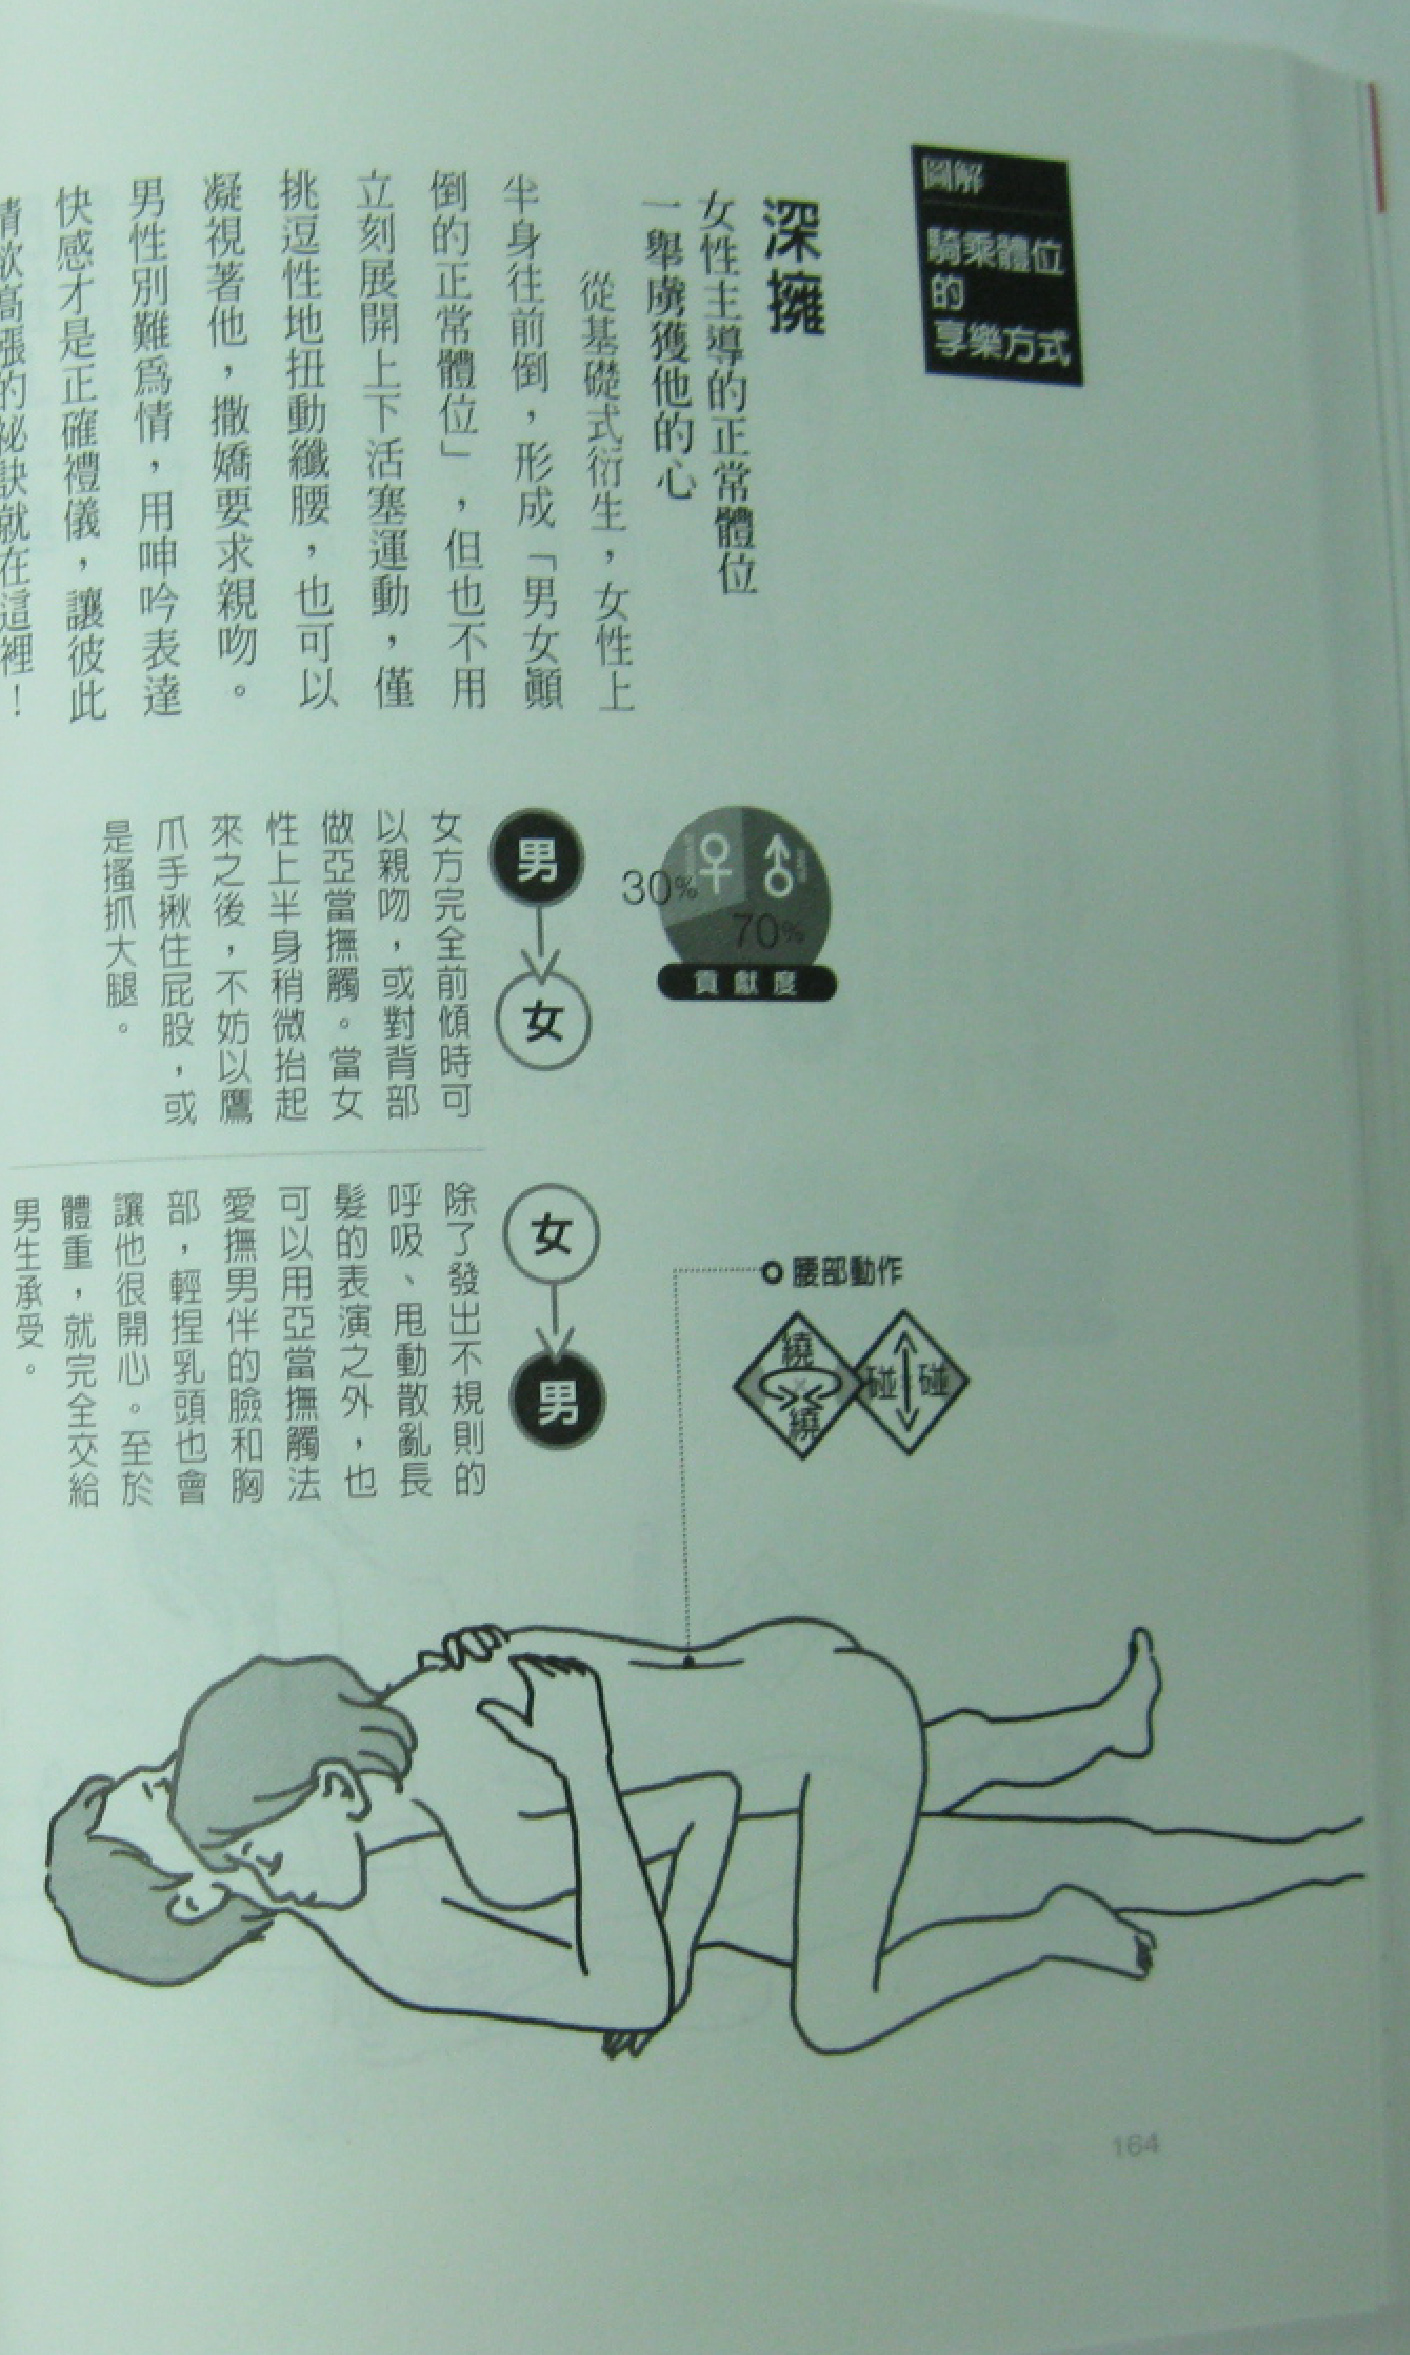 圖解
騎乘體位
的
享樂方式
深擁
女性主導的正常體位
一舉虜獲他的心
從基礎式衍生，女性上
半身往前倒，形成「男女顛
倒的正常體位」，但也不用
立刻展開上下活塞運動，僅
挑逗性地扭動纖腰，也可以
凝視著他，撒嬌要求親吻。
男性別難為情，用呻吟表達
快感才是正確禮儀，讓彼此
情欲高漲的祕訣就在這裡！
30%
70%
貢獻度
男
女
女方完全前傾時可
以親吻，或對背部
做亞當撫觸。當女
性上半身稍微抬起
來之後，不妨以鷹
爪手揪住屁股，或
是搔抓大腿。
女
男
除了發出不規則的
呼吸、甩動散亂長
髮的表演之外，也
可以用亞當撫觸法
愛撫男伴的臉和胸
部，輕捏乳頭也會
讓他很開心。至於
體重，就完全交給
男生承受。
腰部動作
繞
繞
碰
碰
164